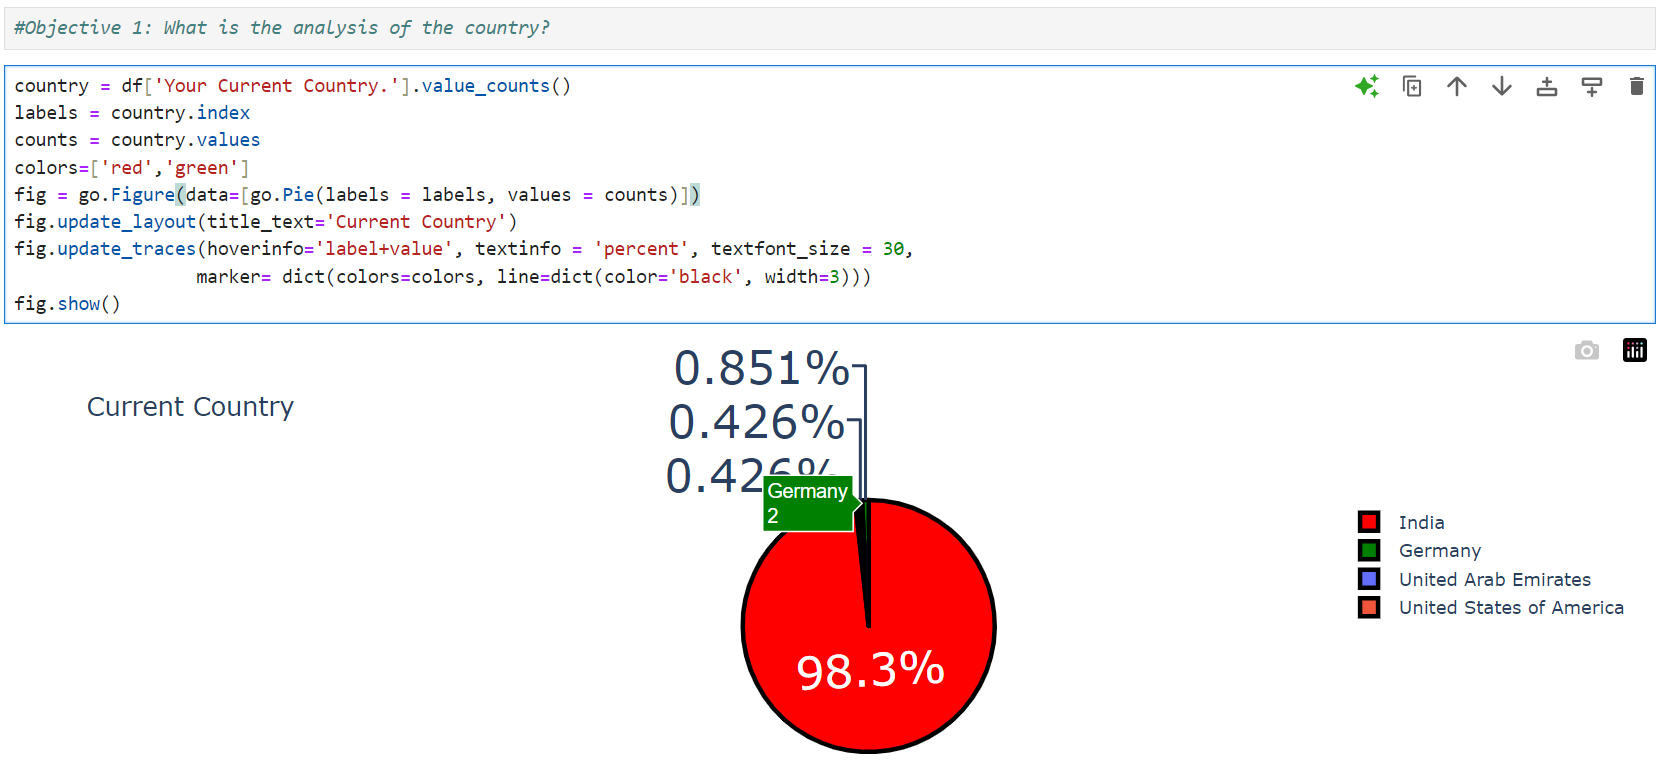 #Objective 1: What is the analysis of the country?
country = df['Your Current Country.'].value_counts()
labels = country.index
counts = country.values
colors=['red','green']
fig = go.Figure(data=[go.Pie(labels = labels, values = counts)])
fig.update_layout(title_text='Current Country')
fig.update_traces(hoverinfo='label+value', textinfo = 'percent', textfont_size = 30,
marker= dict(colors=colors, line=dict(color='black', width=3)))
fig.show()
Current Country
0.851%
0.426%
0.426%
Germany
2
98.3%
India
Germany
United Arab Emirates
United States of America